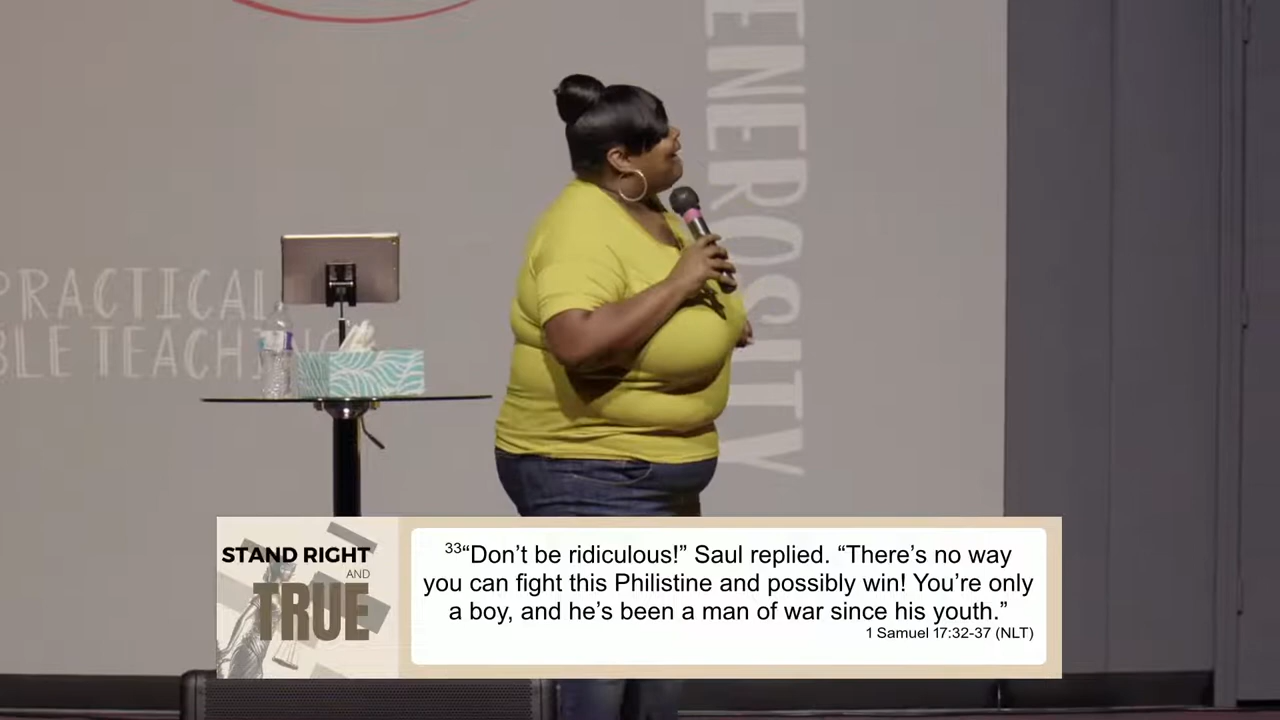 ENEROSITY
PRACTICAL
BLE TEACHING
STAND RIGHT
AND
TRUE
33“Don’t be ridiculous!” Saul replied. “There’s no way
you can fight this Philistine and possibly win! You’re only
a boy, and he’s been a man of war since his youth.”
1 Samuel 17:32-37 (NLT)